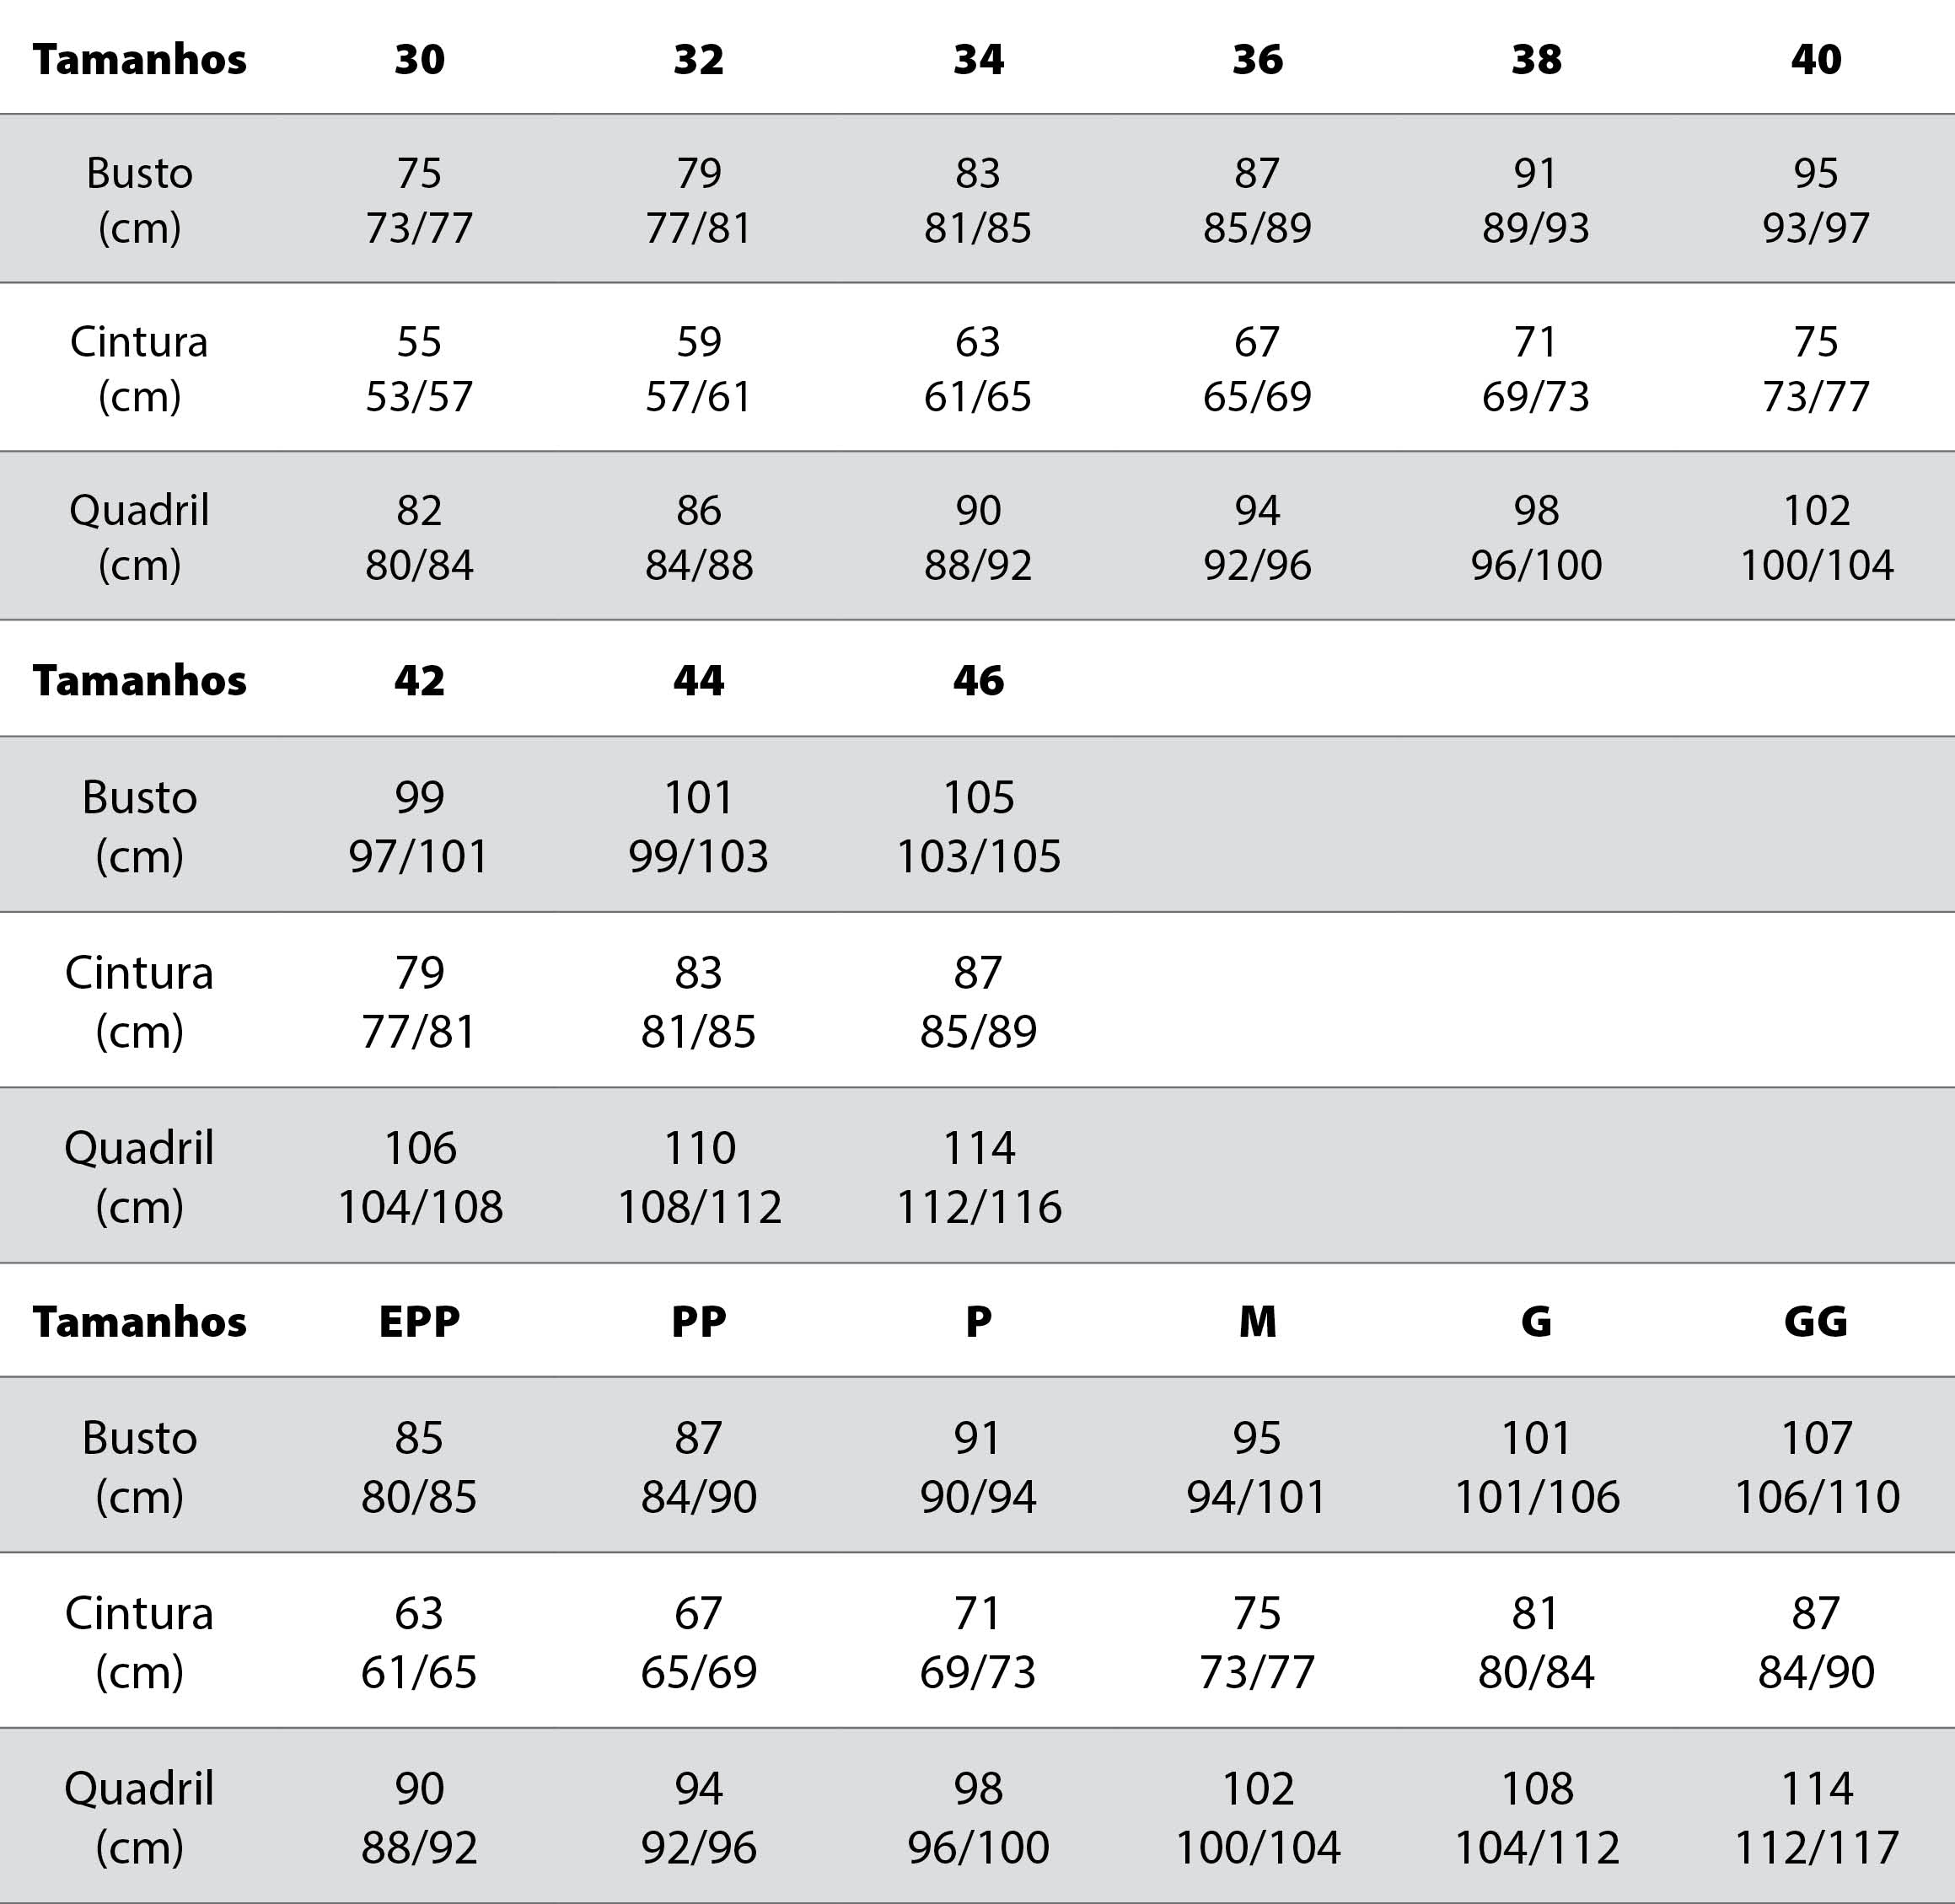 Tamanhos 30 32 34 36 38 40
Busto 75 79 83 87 91 95
(cm) 73/77 77/81 81/85 85/89 89/93 93/97
Cintura 55 59 63 67 71 75
(cm) 53/57 57/61 61/65 65/69 69/73 73/77
Quadril 82 86 90 94 98 102
(cm) 80/84 84/88 88/92 92/96 96/100 100/104
Tamanhos 42 44 46
Busto 99 101 105
(cm) 97/101 99/103 103/105
Cintura 79 83 87
(cm) 77/81 81/85 85/89
Quadril 106 110 114
(cm) 104/108 108/112 112/116
Tamanhos EPP PP P M G GG
Busto 85 87 91 95 101 107
(cm) 80/85 84/90 90/94 94/101 101/106 106/110
Cintura 63 67 71 75 81 87
(cm) 61/65 65/69 69/73 73/77 80/84 84/90
Quadril 90 94 98 102 108 114
(cm) 88/92 92/96 96/100 100/104 104/112 112/117